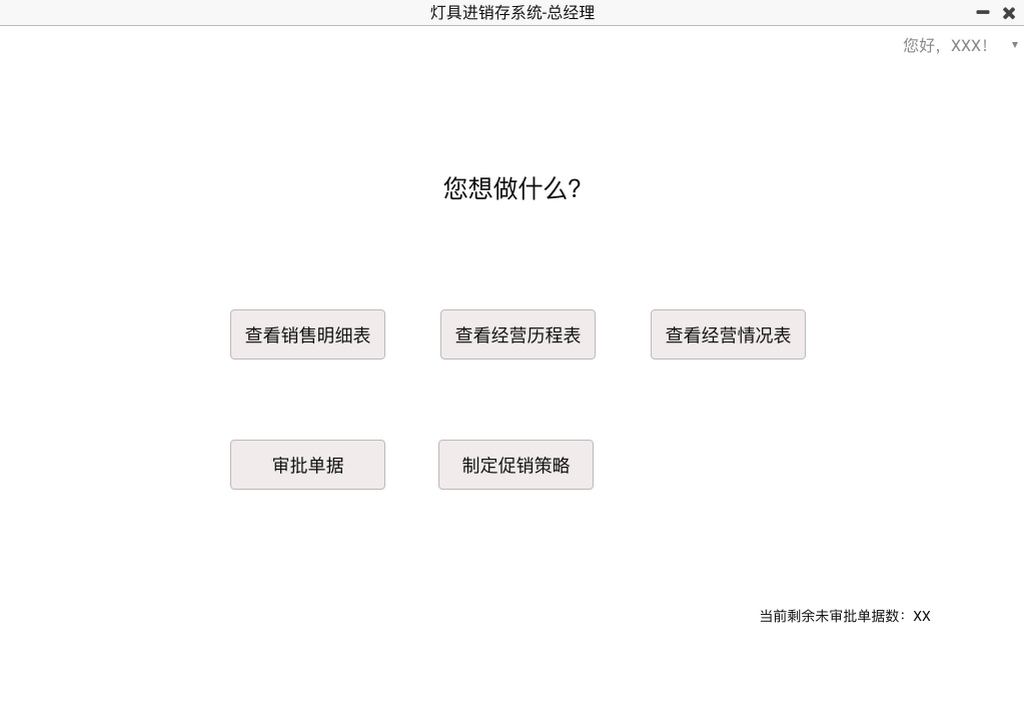 灯具进销存系统-总经理
您好，XXX！
您想做什么?
查看销售明细表
查看经营历程表
查看经营情况表
审批单据
制定促销策略
当前剩余未审批单据数：XX